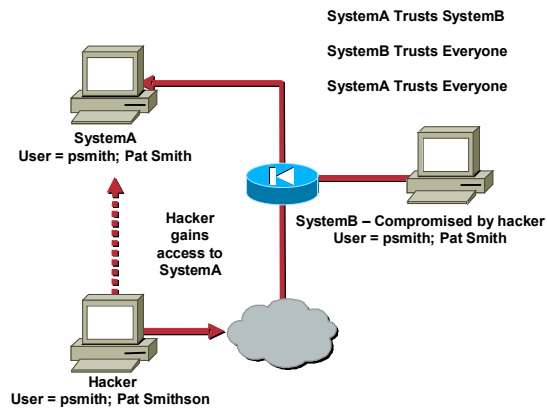 SystemA Trusts SystemB
SystemB Trusts Everyone
SystemA Trusts Everyone
SystemA
User = psmith; Pat Smith
SystemB – Compromised by hacker
User = psmith; Pat Smith
Hacker
gains
access to
SystemA
Hacker
User = psmith; Pat Smithson